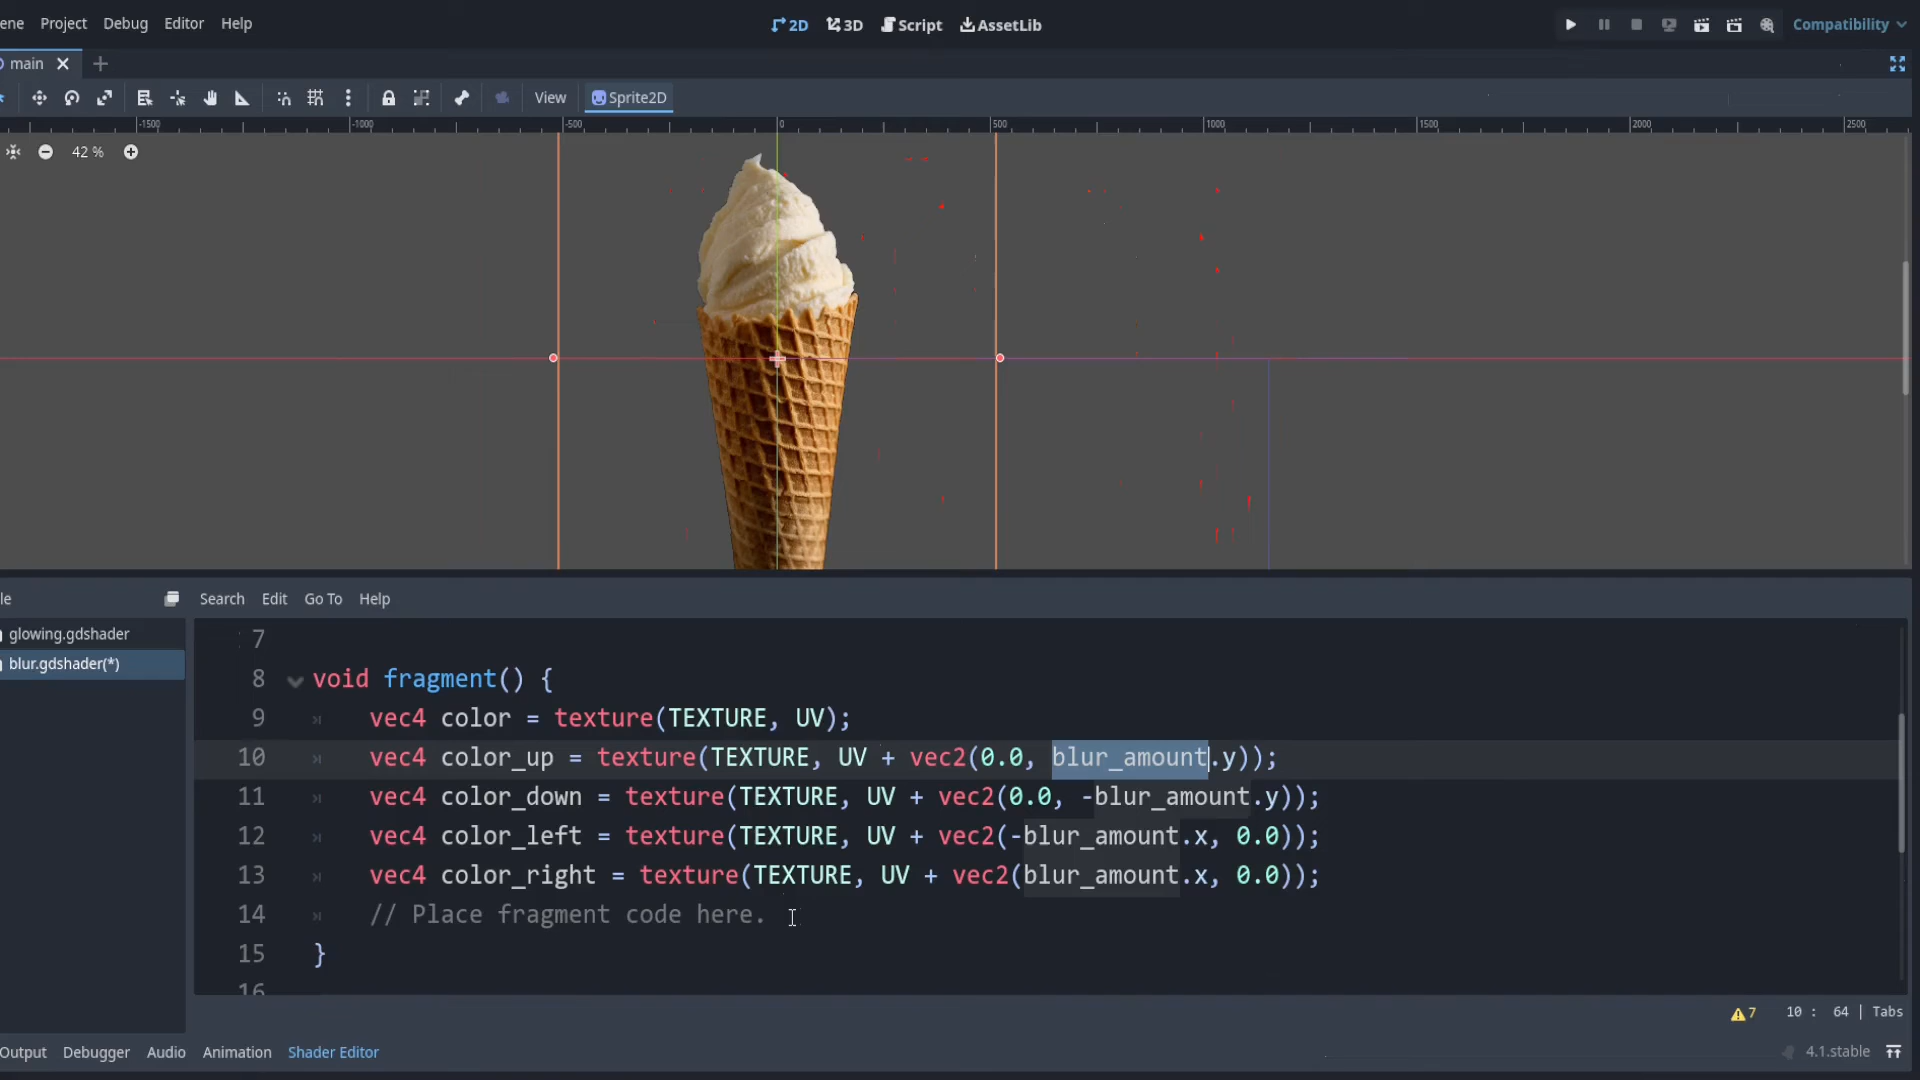 ene Project Debug Editor Help
2D 3D Script AssetLib
Compatibility
main
View Sprite2D
-1500 -1000 -500 0 500 1000 1500 2000 2500
42 %
le
Search Edit Go To Help
glowing.gdshader
blur.gdshader(*)
7
8 void fragment() {
9 vec4 color = texture(TEXTURE, UV);
10 vec4 color_up = texture(TEXTURE, UV + vec2(0.0, blur_amount.y));
11 vec4 color_down = texture(TEXTURE, UV + vec2(0.0, -blur_amount.y));
12 vec4 color_left = texture(TEXTURE, UV + vec2(-blur_amount.x, 0.0));
13 vec4 color_right = texture(TEXTURE, UV + vec2(blur_amount.x, 0.0));
14 // Place fragment code here.
15 }
16
7 10 : 64 | Tabs
Output Debugger Audio Animation Shader Editor
4.1.stable